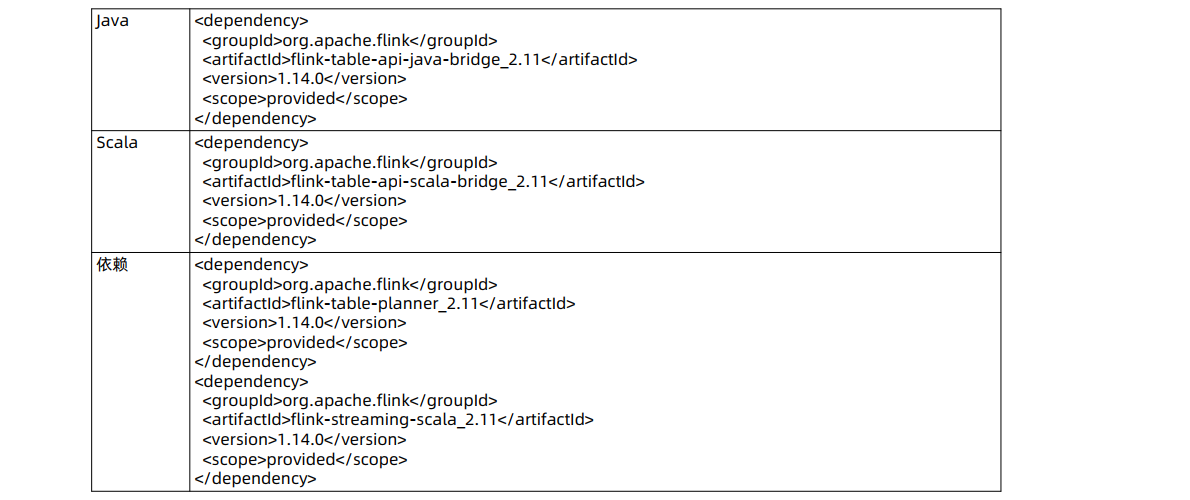 Java
<dependency>
<groupId>org.apache.flink</groupId>
<artifactId>flink-table-api-java-bridge_2.11</artifactId>
<version>1.14.0</version>
<scope>provided</scope>
</dependency>
Scala
<dependency>
<groupId>org.apache.flink</groupId>
<artifactId>flink-table-api-scala-bridge_2.11</artifactId>
<version>1.14.0</version>
<scope>provided</scope>
</dependency>
依赖
<dependency>
<groupId>org.apache.flink</groupId>
<artifactId>flink-table-planner_2.11</artifactId>
<version>1.14.0</version>
<scope>provided</scope>
</dependency>
<dependency>
<groupId>org.apache.flink</groupId>
<artifactId>flink-streaming-scala_2.11</artifactId>
<version>1.14.0</version>
<scope>provided</scope>
</dependency>